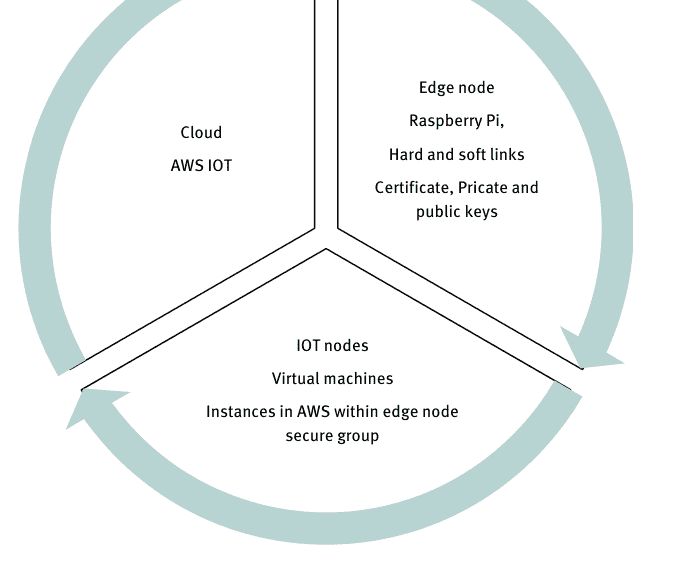 Cloud
AWS IOT
Edge node
Raspberry Pi,
Hard and soft links
Certificate, Pricate and
public keys
IOT nodes
Virtual machines
Instances in AWS within edge node
secure group